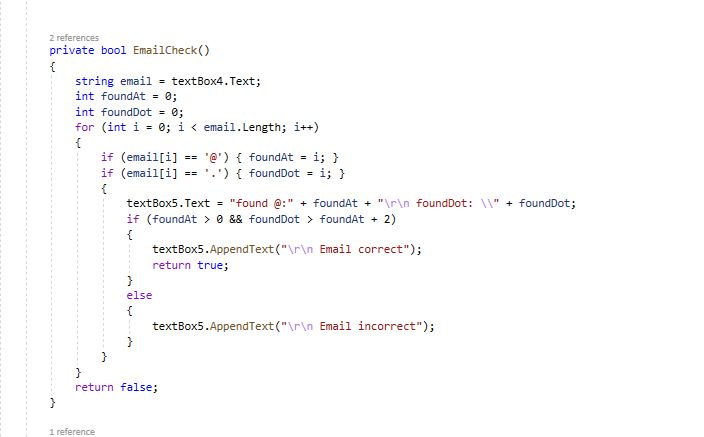 2 references
private bool EmailCheck()
{
string email = textBox4.Text;
int foundAt = 0;
int foundDot = 0;
for (int i = 0; i < email.Length; i++)
{
if (email[i] == '@') { foundAt = i; }
if (email[i] == '.') { foundDot = i; }
{
textBox5.Text = "found @:" + foundAt + "\r\n foundDot: \\" + foundDot;
if (foundAt > 0 && foundDot > foundAt + 2)
{
textBox5.AppendText("\r\n Email correct");
return true;
}
else
{
textBox5.AppendText("\r\n Email incorrect");
}
}
}
return false;
}
1 reference